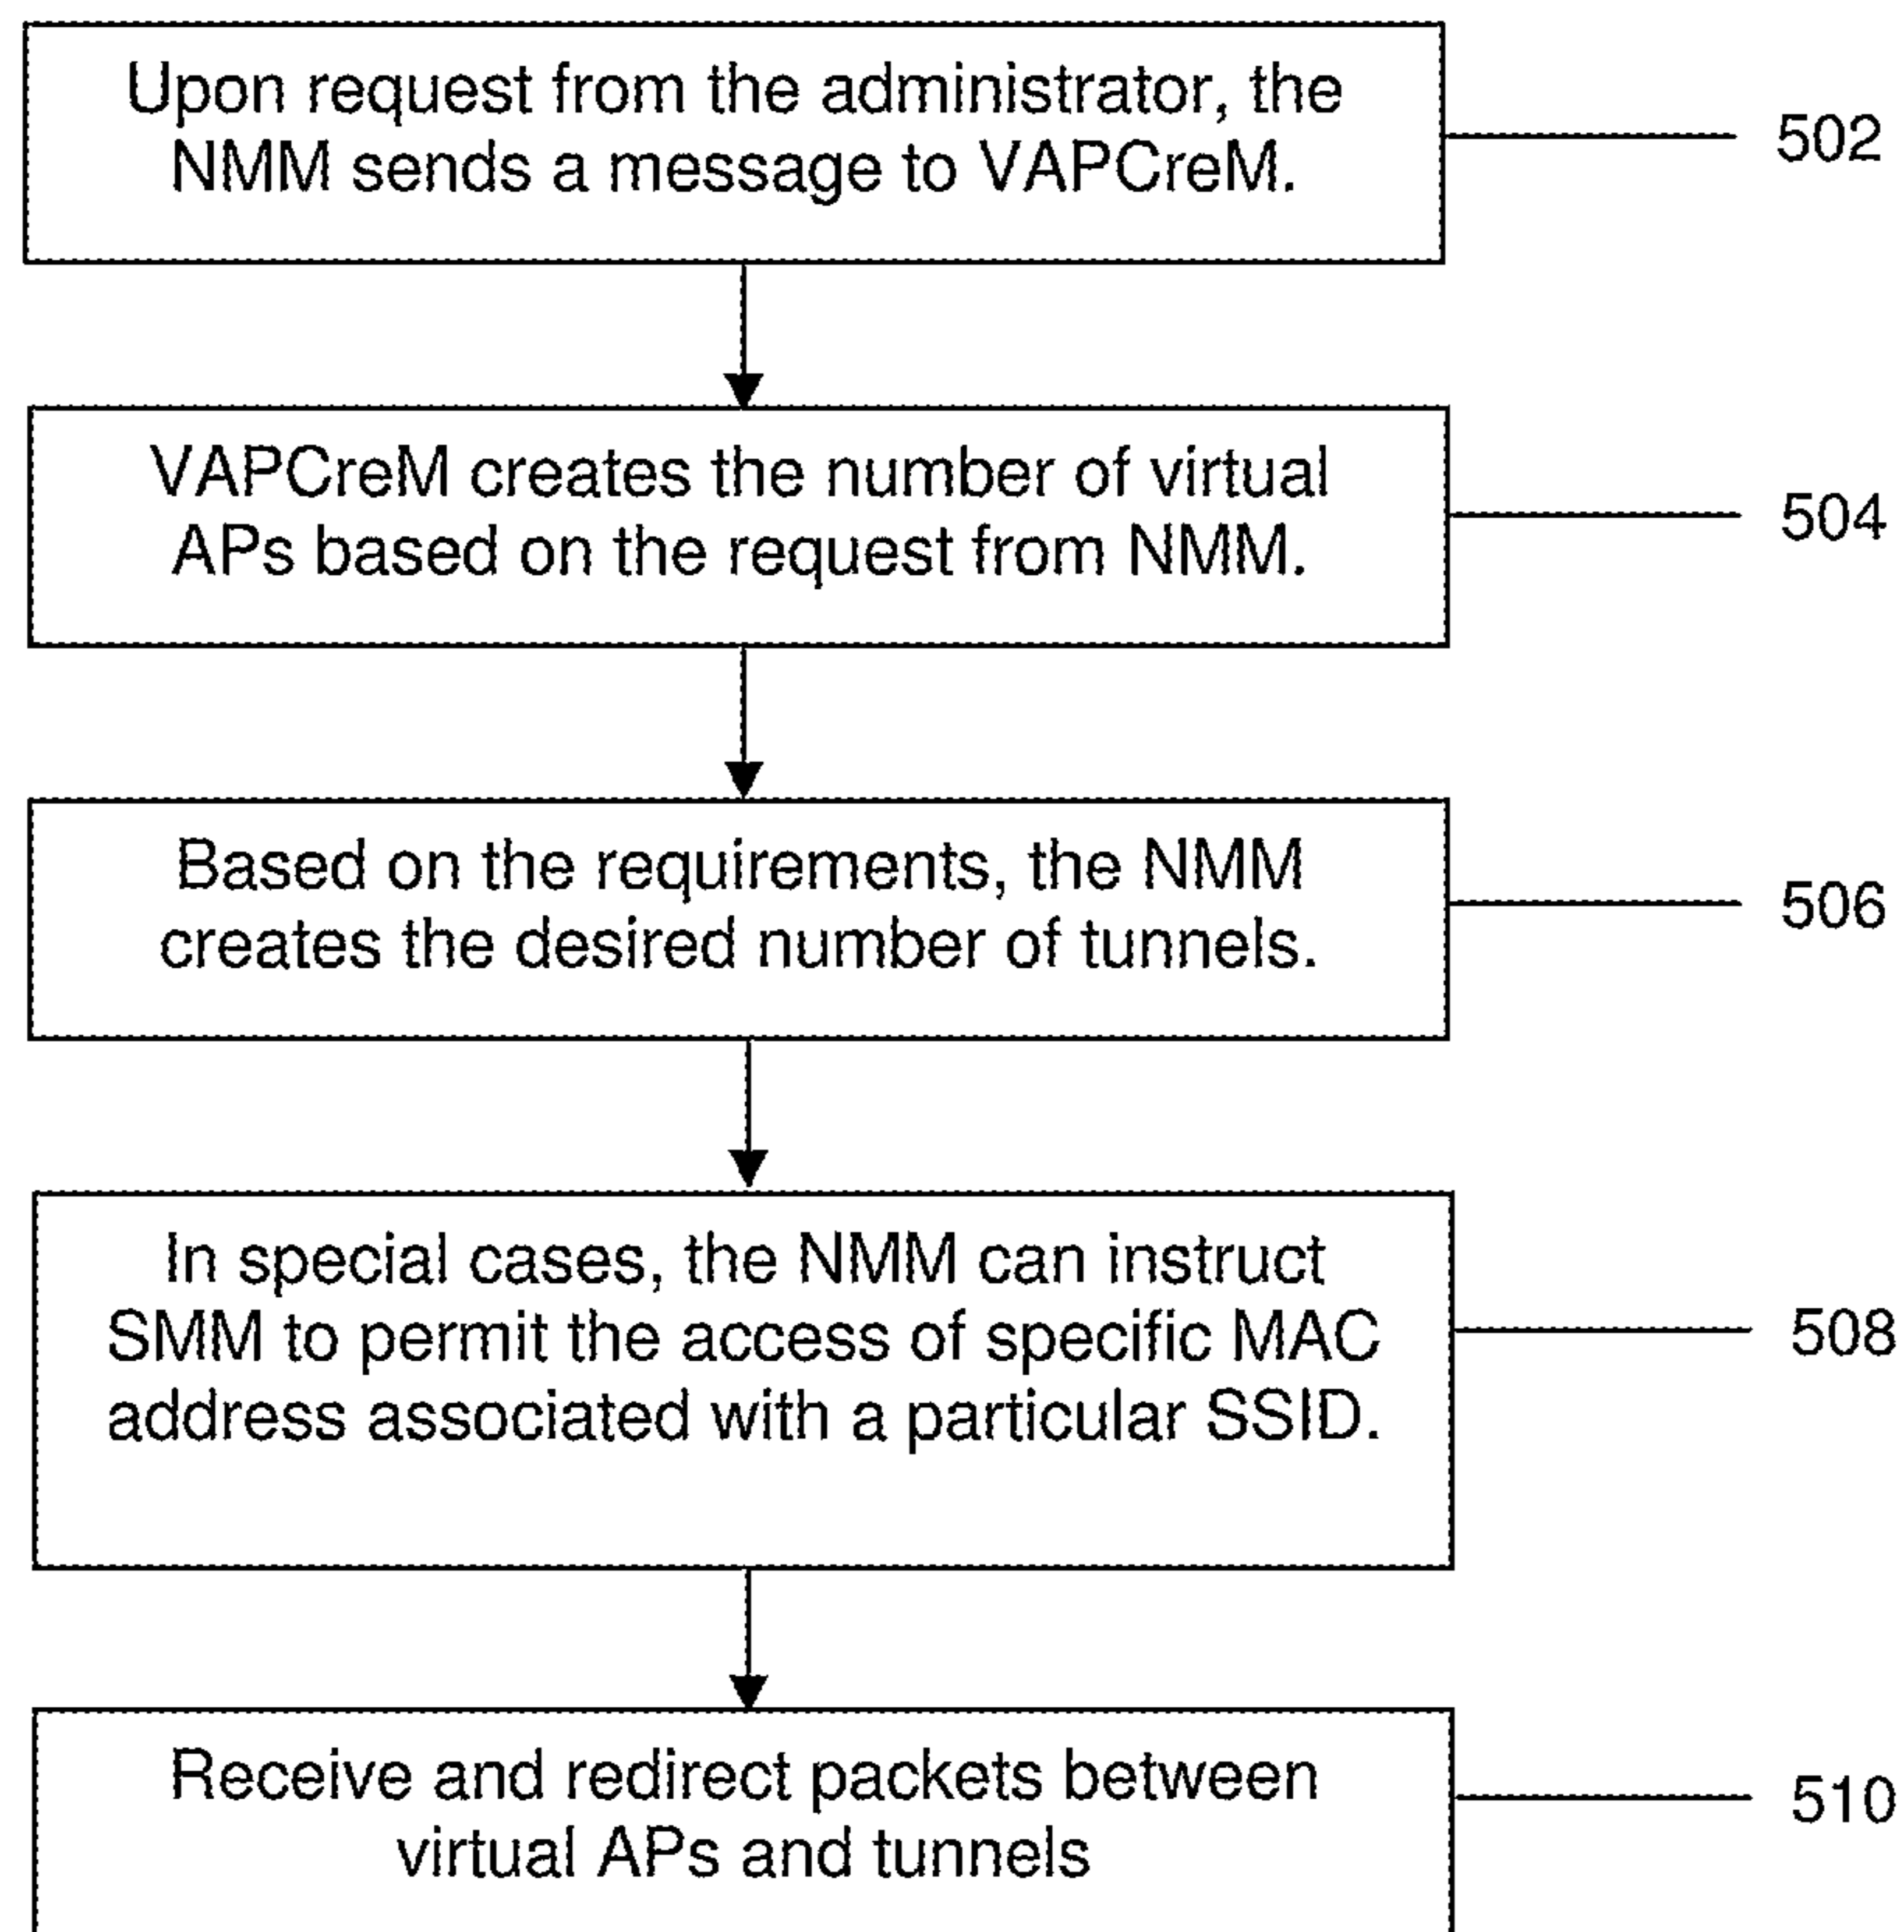 Upon request from the administrator, the
NMM sends a message to VAPCreM.
502
VAPCreM creates the number of virtual
APs based on the request from NMM.
504
Based on the requirements, the NMM
creates the desired number of tunnels.
506
In special cases, the NMM can instruct
SMM to permit the access of specific MAC
address associated with a particular SSID.
508
Receive and redirect packets between
virtual APs and tunnels
510